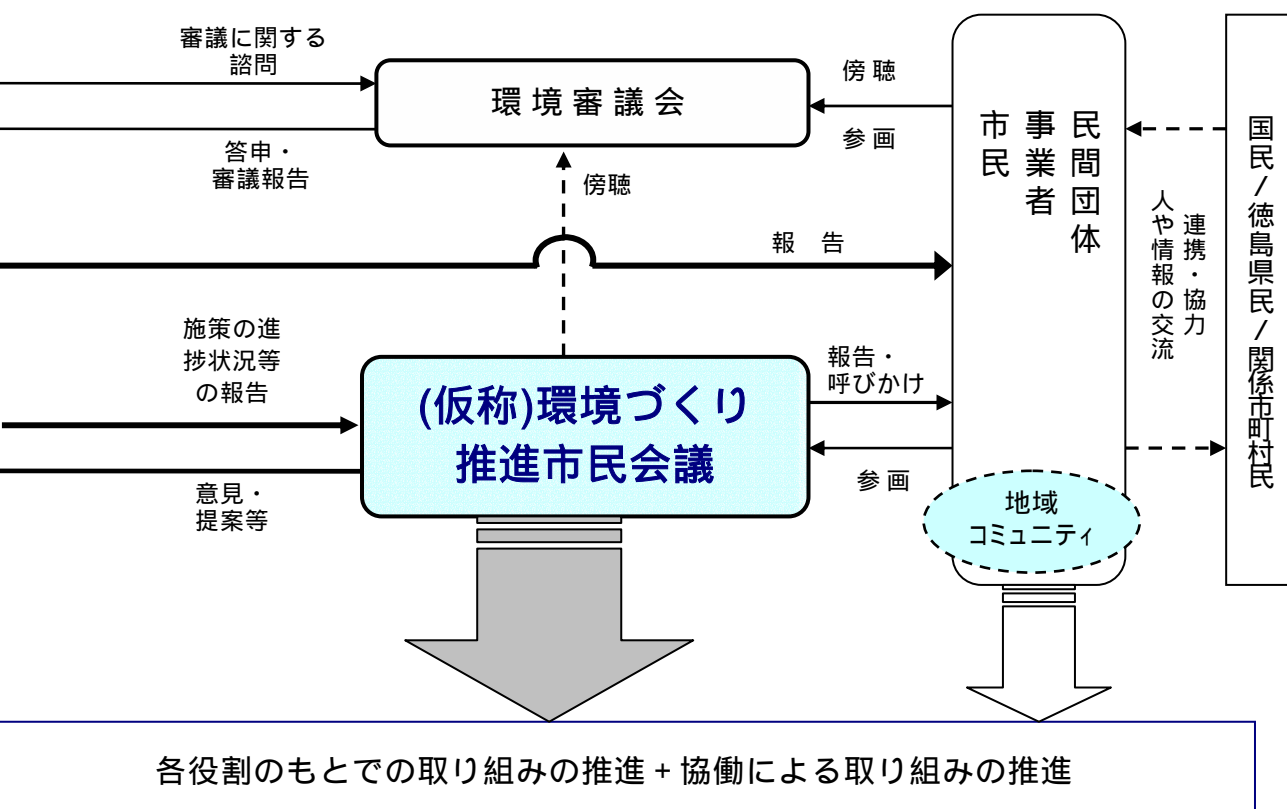 審議に関する
諮問
環境審議会
答申・
審議報告
傍聴
参画
傍聴
報 告
施策の進
捗状況等
の報告
(仮称)環境づくり
推進市民会議
意見・
提案等
報告・
呼びかけ
参画
民間団体
事業者
市民
地域
コミュニティ
連携・協力
人や情報の交流
国民/徳島県民/関係市町村民
各役割のもとでの取り組みの推進+協働による取り組みの推進